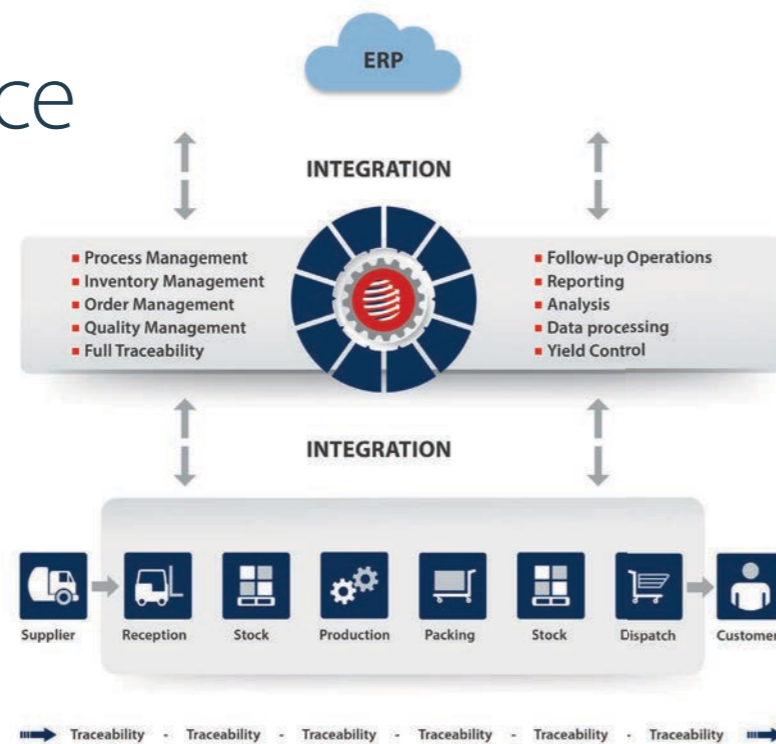 ce
ERP
INTEGRATION
Process Management
Inventory Management
Order Management
Quality Management
Full Traceability
Follow-up Operations
Reporting
Analysis
Data processing
Yield Control
INTEGRATION
Supplier Reception Stock Production Packing Stock Dispatch Customer
Traceability - Traceability - Traceability - Traceability - Traceability - Traceability